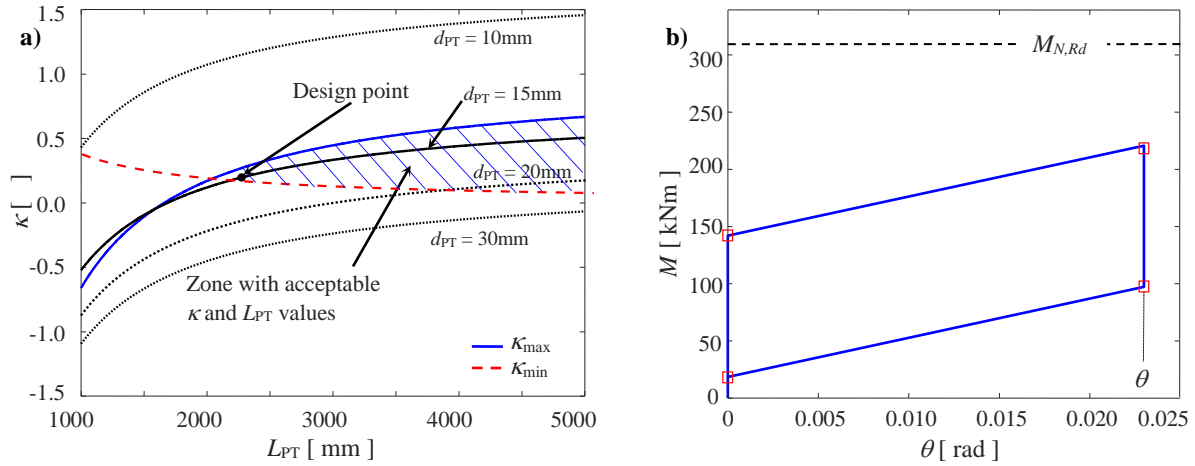 a)
κ [ ]
1.5
1.0
0.5
0.0
-0.5
-1.0
-1.5
d_PT = 10mm
Design point
d_PT = 15mm
d_PT = 20mm
d_PT = 30mm
Zone with acceptable
κ and L_PT values
κ_max
κ_min
1000 2000 3000 4000 5000
L_PT [ mm ]
b)
M [ kNm ]
300
250
200
150
100
50
0
M_N,Rd
θ
0.0 0.005 0.010 0.015 0.020 0.025
θ [ rad ]